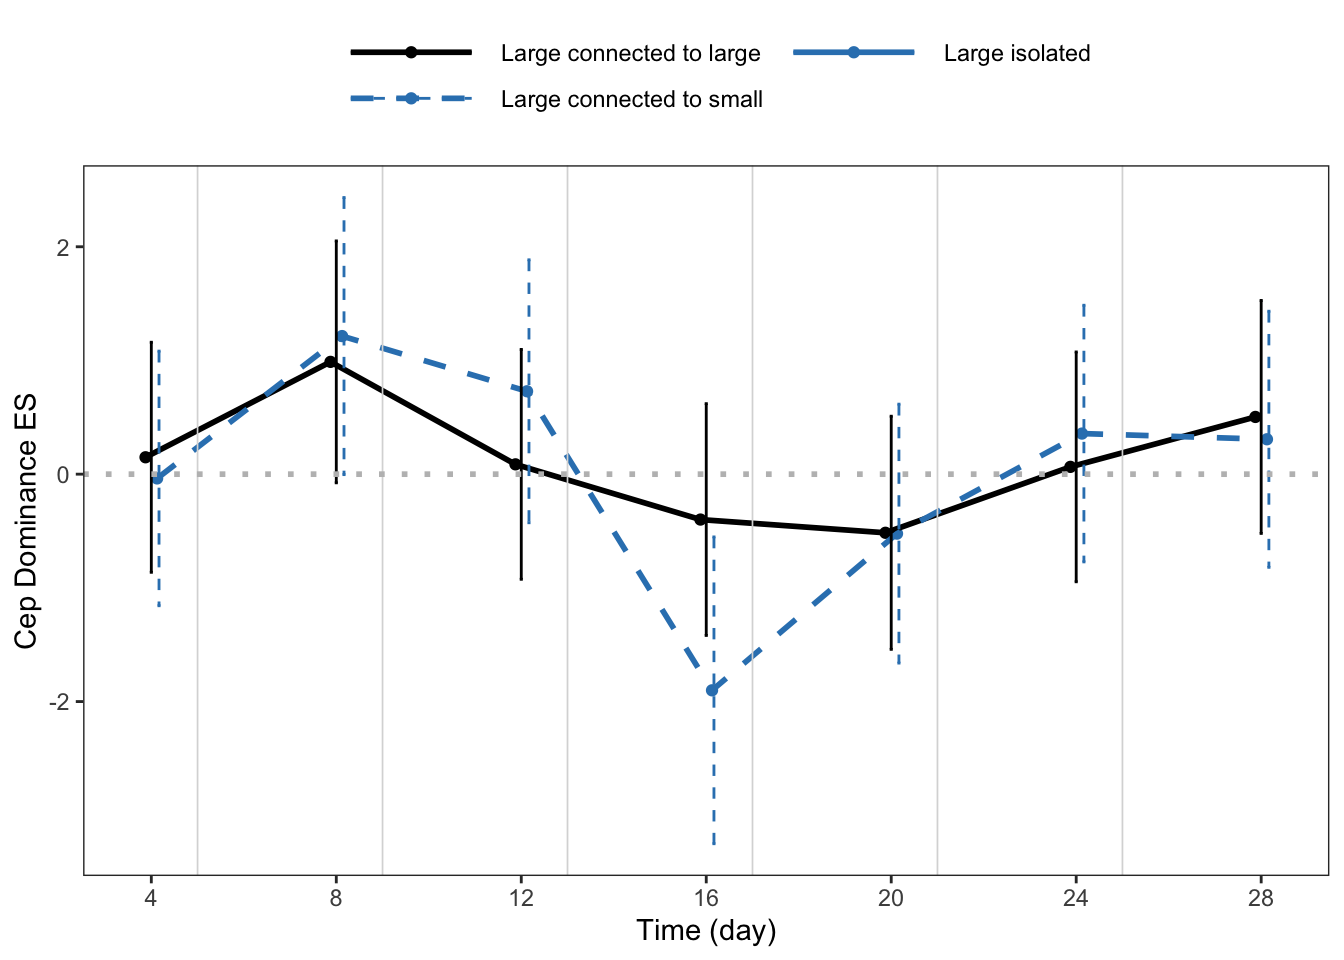 Large connected to large
Large isolated
Large connected to small
Cep Dominance ES
2
0
-2
4 8 12 16 20 24 28
Time (day)